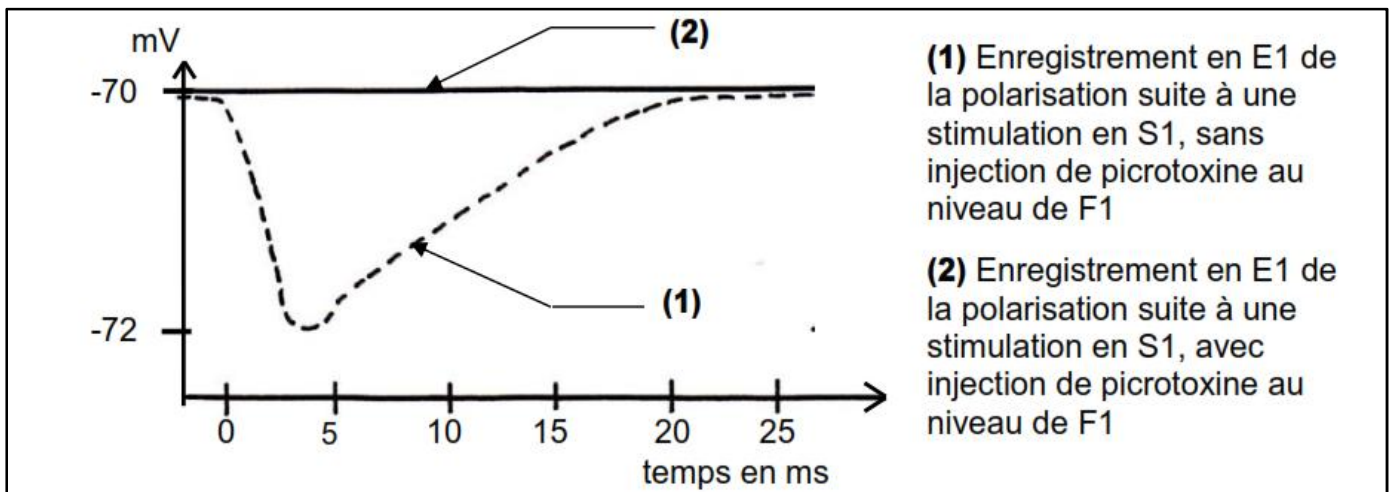 mV
(2)
-70
-72
(1)
0 5 10 15 20 25
temps en ms
(1) Enregistrement en E1 de
la polarisation suite à une
stimulation en S1, sans
injection de picrotoxine au
niveau de F1
(2) Enregistrement en E1 de
la polarisation suite à une
stimulation en S1, avec
injection de picrotoxine au
niveau de F1